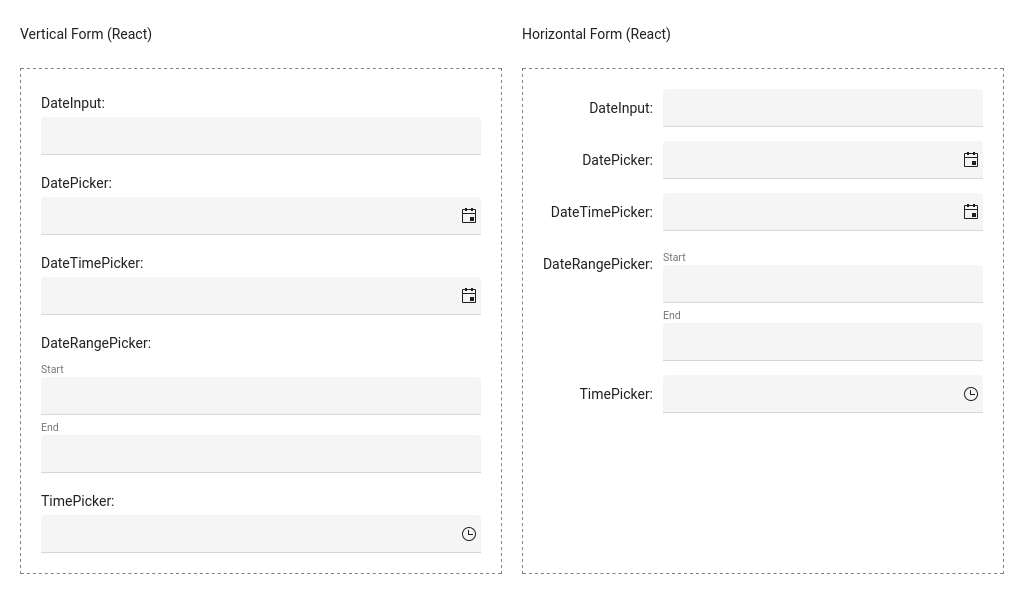 Vertical Form (React)
DateInput:
DatePicker:
DateTimePicker:
DateRangePicker:
Start
End
TimePicker:
Horizontal Form (React)
DateInput:
DatePicker:
DateTimePicker:
DateRangePicker:
Start
End
TimePicker: